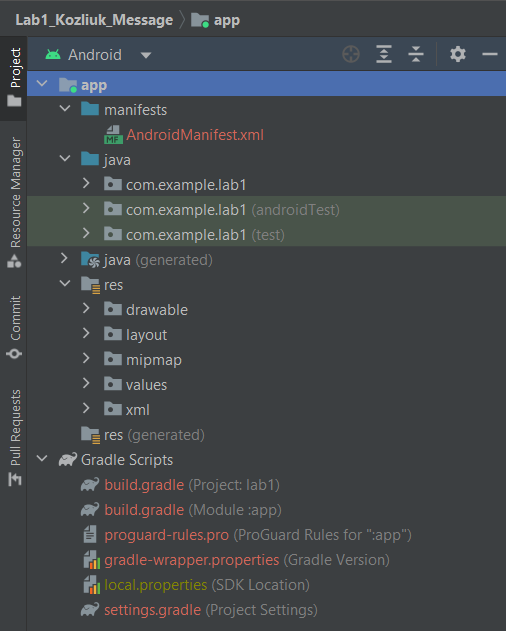 Lab1_Kozliuk_Message app
Project
Resource Manager
Commit
Pull Requests
Android
app
manifests
MF AndroidManifest.xml
java
com.example.lab1
com.example.lab1 (androidTest)
com.example.lab1 (test)
java (generated)
res
drawable
layout
mipmap
values
xml
res (generated)
Gradle Scripts
build.gradle (Project: lab1)
build.gradle (Module :app)
proguard-rules.pro (ProGuard Rules for ":app")
gradle-wrapper.properties (Gradle Version)
local.properties (SDK Location)
settings.gradle (Project Settings)